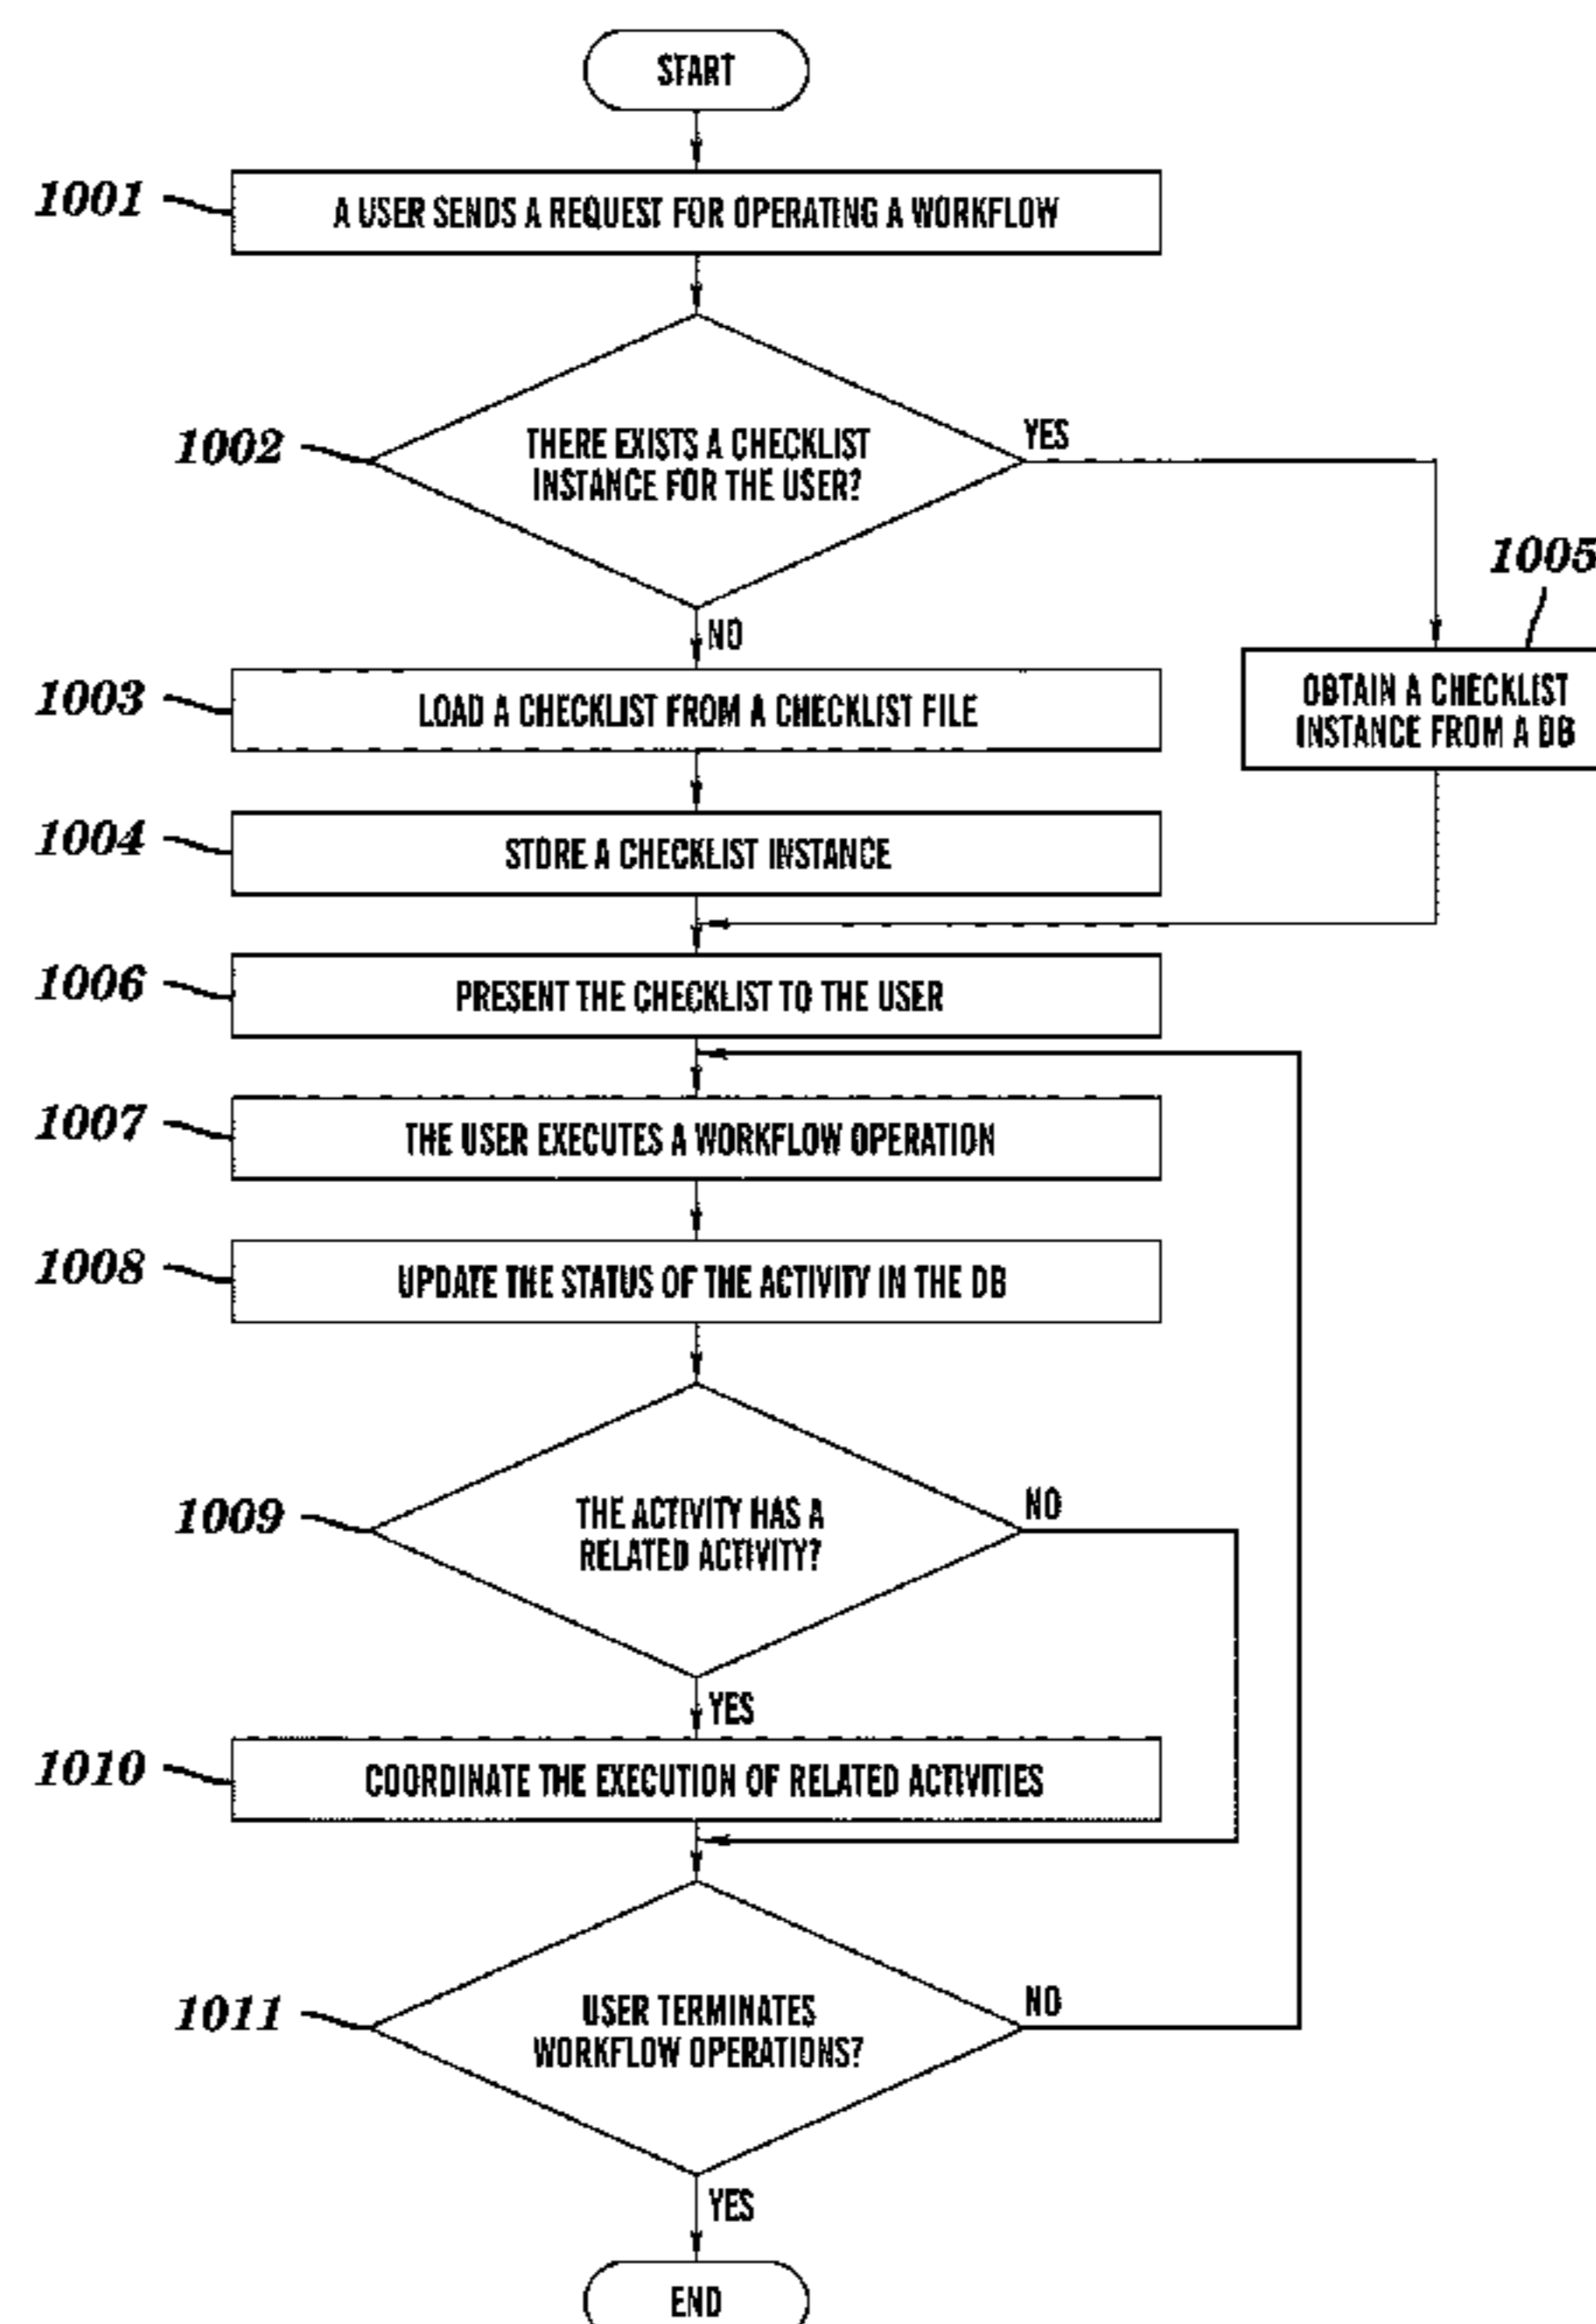 START
1001
A USER SENDS A REQUEST FOR OPERATING A WORKFLOW
1002
THERE EXISTS A CHECKLIST
INSTANCE FOR THE USER?
YES
NO
1005
OBTAIN A CHECKLIST
INSTANCE FROM A DB
1003
LOAD A CHECKLIST FROM A CHECKLIST FILE
1004
STORE A CHECKLIST INSTANCE
1006
PRESENT THE CHECKLIST TO THE USER
1007
THE USER EXECUTES A WORKFLOW OPERATION
1008
UPDATE THE STATUS OF THE ACTIVITY IN THE DB
1009
THE ACTIVITY HAS A
RELATED ACTIVITY?
NO
YES
1010
COORDINATE THE EXECUTION OF RELATED ACTIVITIES
1011
USER TERMINATES
WORKFLOW OPERATIONS?
NO
YES
END